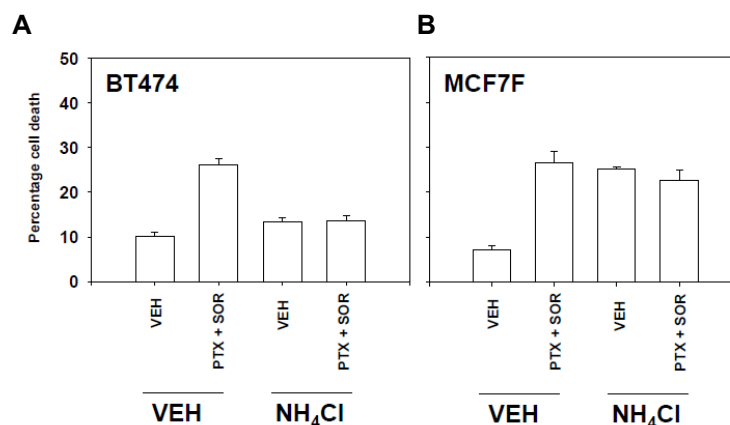 A
B
Percentage cell death
50
40
30
20
10
0
BT474
MCF7F
VEH
PTX + SOR
VEH
PTX + SOR
VEH
PTX + SOR
VEH
PTX + SOR
VEH
NH₄Cl
VEH
NH₄Cl